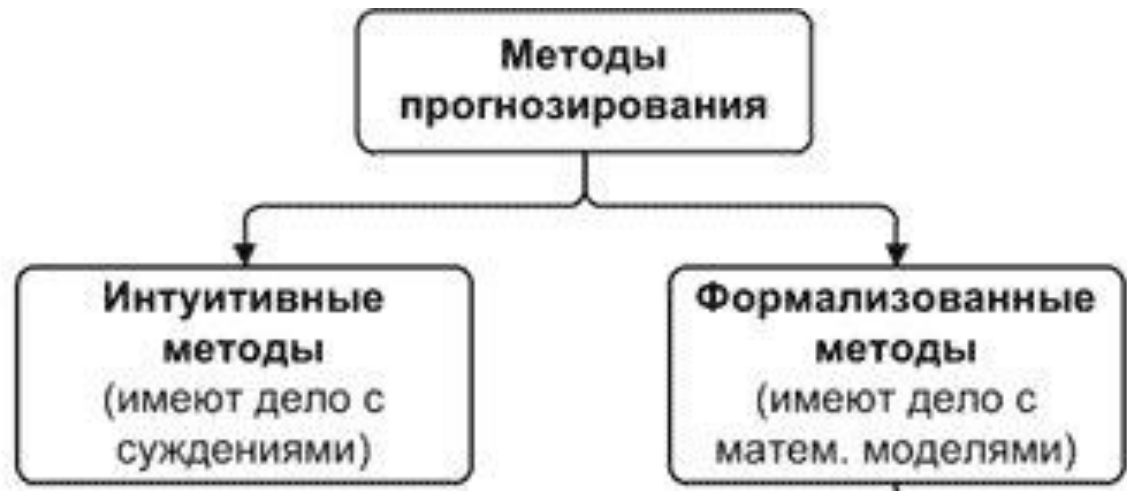 Методы
прогнозирования
Интуитивные
методы
(имеют дело с
суждениями)
Формализованные
методы
(имеют дело с
матем. моделями)